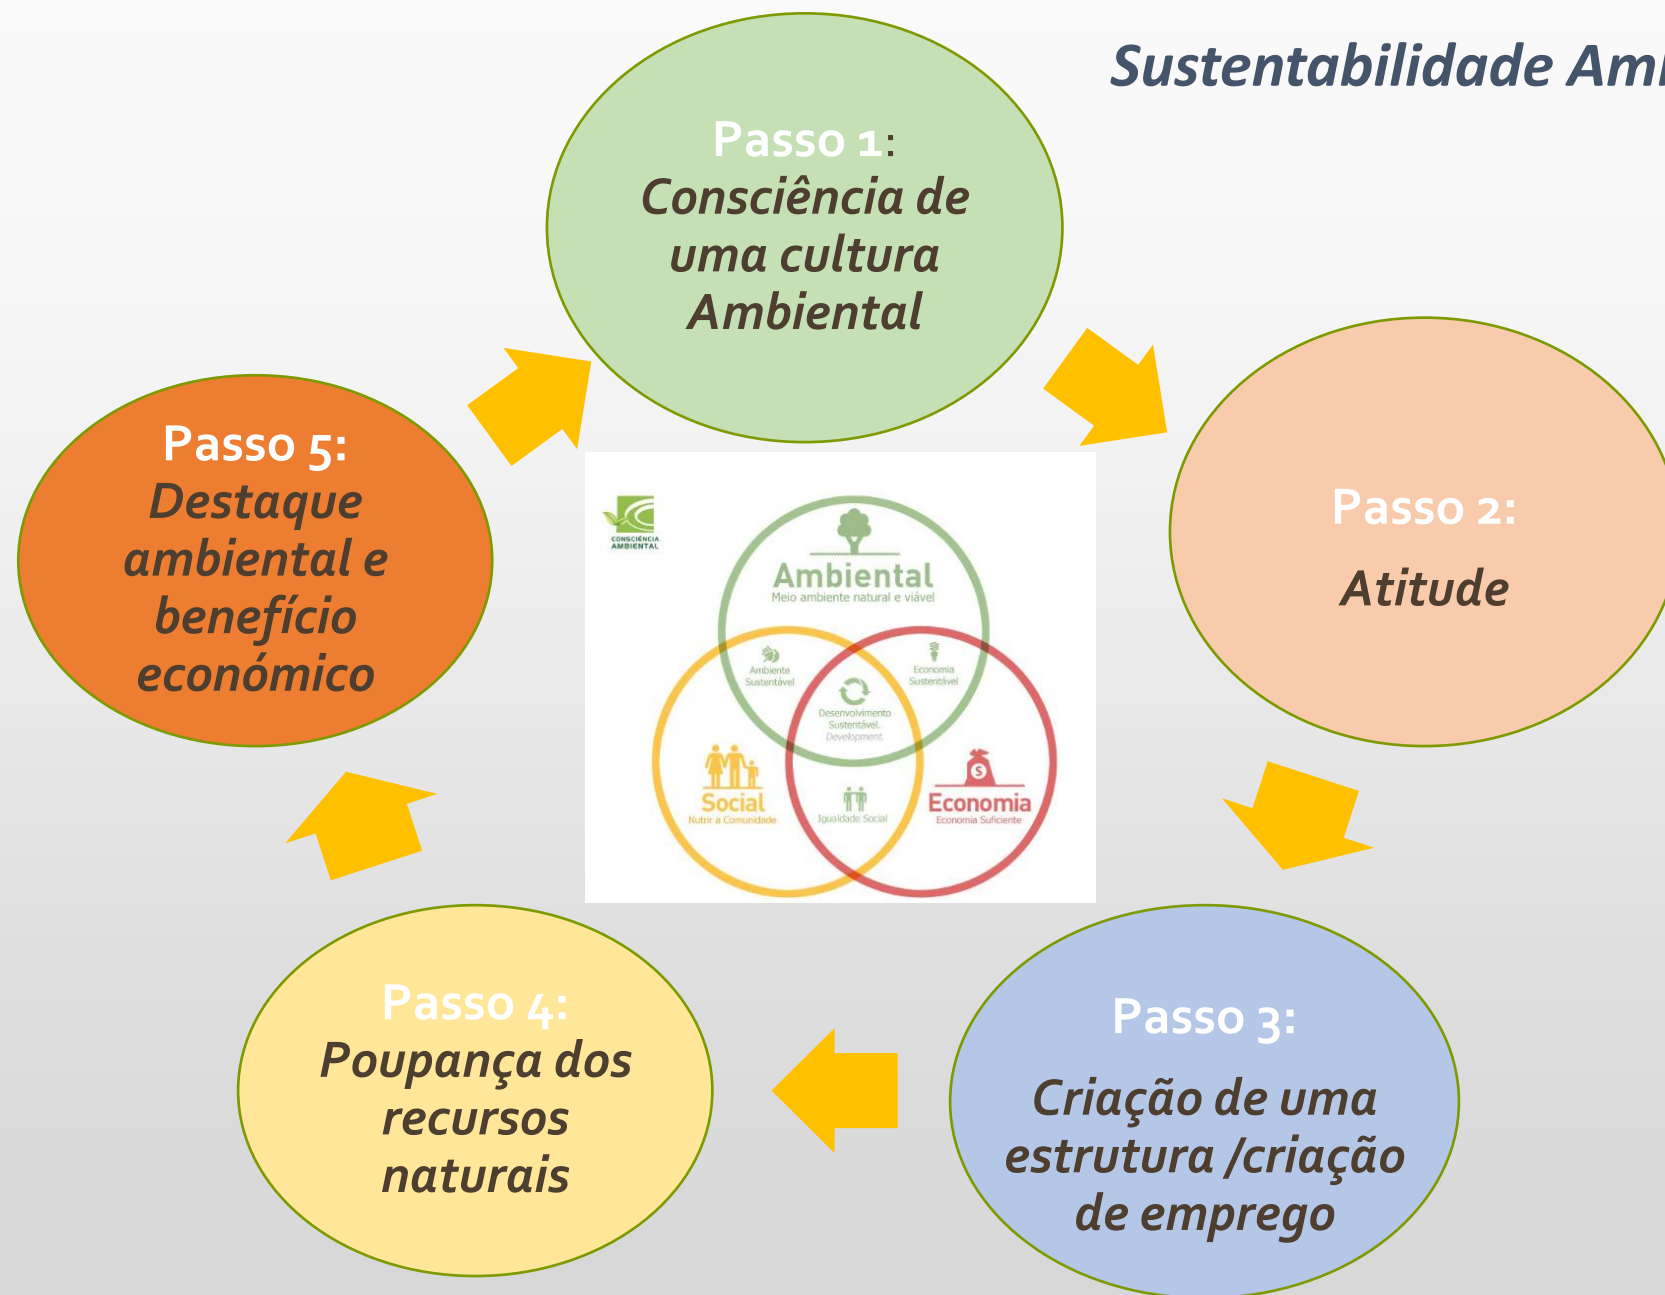 Sustentabilidade Am
Passo 1:
Consciência de
uma cultura
Ambiental
Passo 2:
Atitude
Passo 3:
Criação de uma
estrutura /criação
de emprego
Passo 4:
Poupança dos
recursos
naturais
Passo 5:
Destaque
ambiental e
benefício
económico
CONSCIÊNCIA
AMBIENTAL
Ambiental
Meio ambiente natural e viável
Ambiente
Sustentável
Economia
Sustentável
Desenvolvimento
Sustentável.
Development.
Social
Nutrir a Comunidade
Igualdade Social
Economia
Economia Suficiente